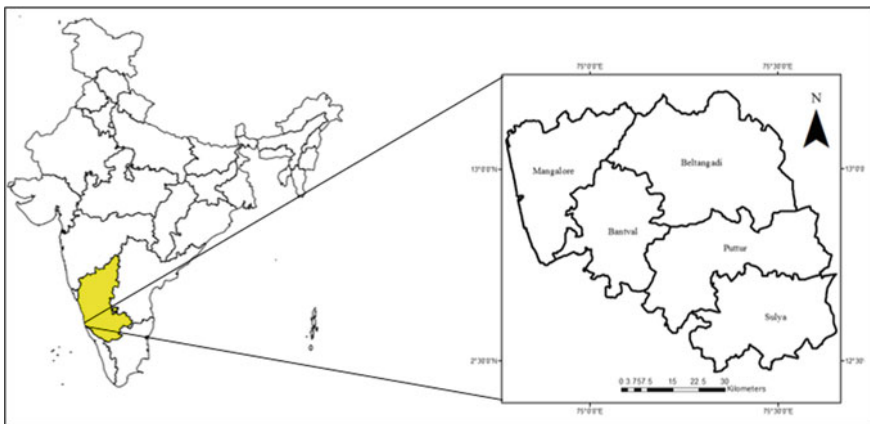 75°0'0"E 75°30'0"E
N
Beltangadi
13°0'0"N Mangalore 13°0'0"N
Bantval
Puttur
Sulya
2°30'0"N 12°30'0"N
0 3.757.5 15 22.5 30
Kilometers
75°0'0"E 75°30'0"E